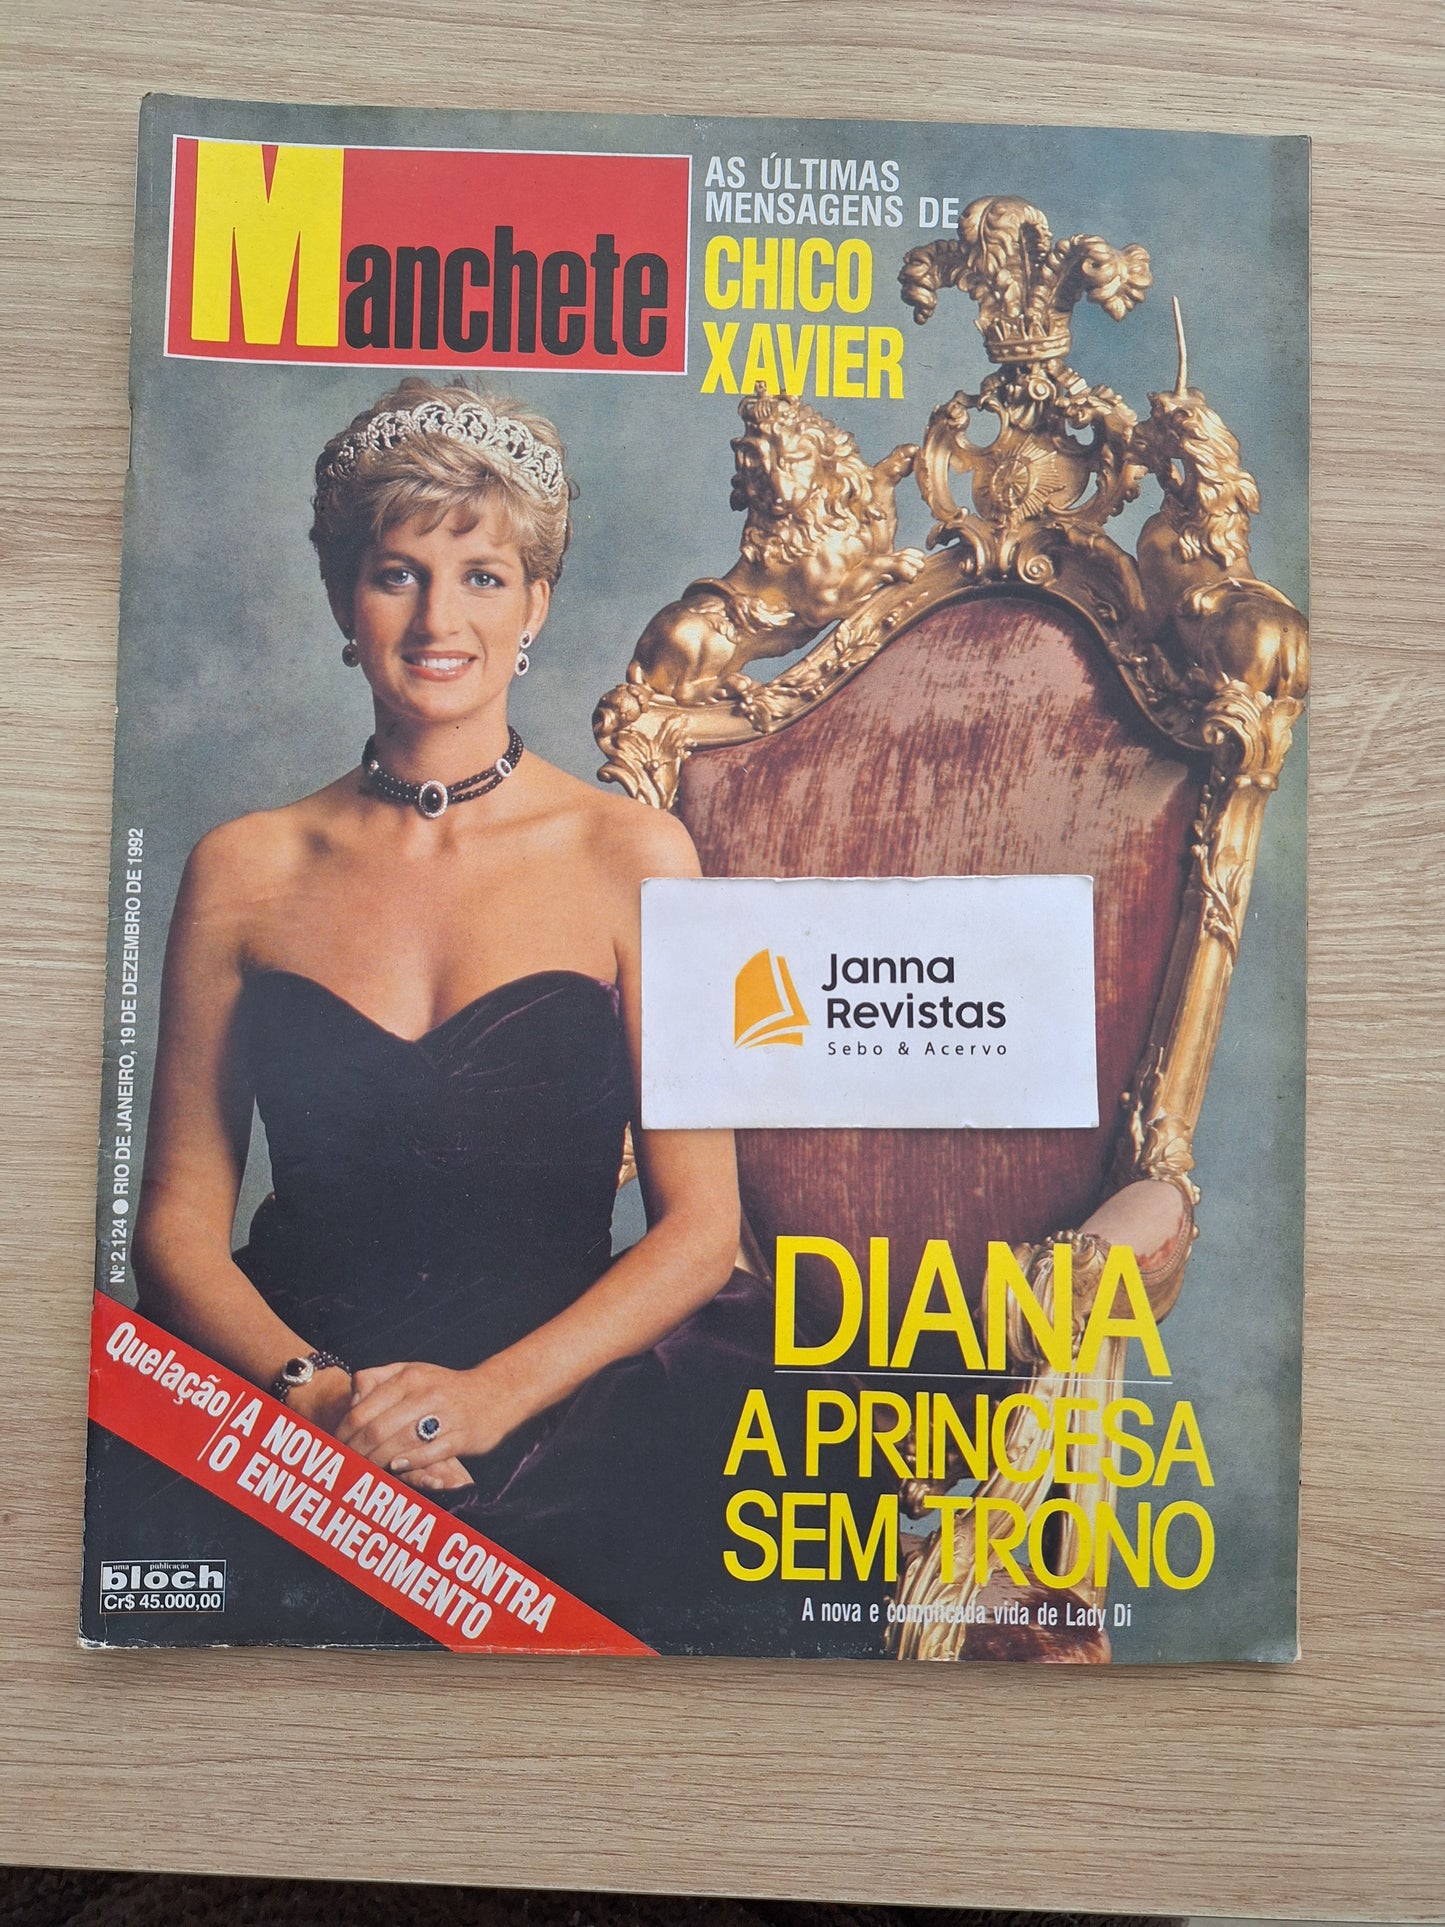 Manchete
AS ÚLTIMAS
MENSAGENS DE
CHICO
XAVIER
Nº 2.124 ● RIO DE JANEIRO, 19 DE DEZEMBRO DE 1992
Janna
Revistas
Sebo & Acervo
DIANA
A PRINCESA
SEM TRONO
A nova e complicada vida de Lady Di
Quelação
A NOVA ARMA CONTRA
O ENVELHECIMENTO
uma publicação
bloch
Cr$ 45.000,00